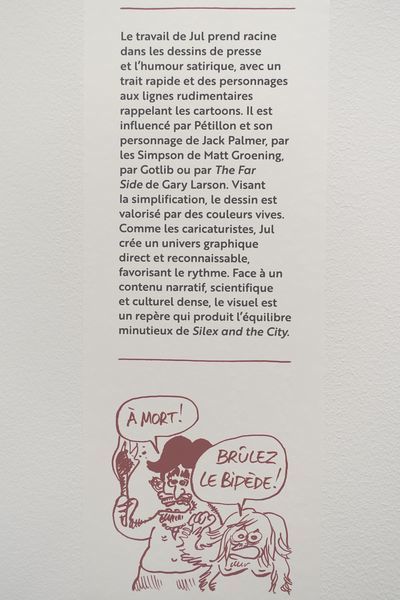 Le travail de Jul prend racine
dans les dessins de presse
et l'humour satirique, avec un
trait rapide et des personnages
aux lignes rudimentaires
rappelant les cartoons. Il est
influencé par Pétillon et son
personnage de Jack Palmer, par
les Simpson de Matt Groening,
par Gotlib ou par The Far
Side de Gary Larson. Visant
la simplification, le dessin est
valorisé par des couleurs vives.
Comme les caricaturistes, Jul
crée un univers graphique
direct et reconnaissable,
favorisant le rythme. Face à un
contenu narratif, scientifique
et culturel dense, le visuel est
un repère qui produit l'équilibre
minutieux de Silex and the City.
À MORT!
BRÛLEZ
LE BIPÈDE!